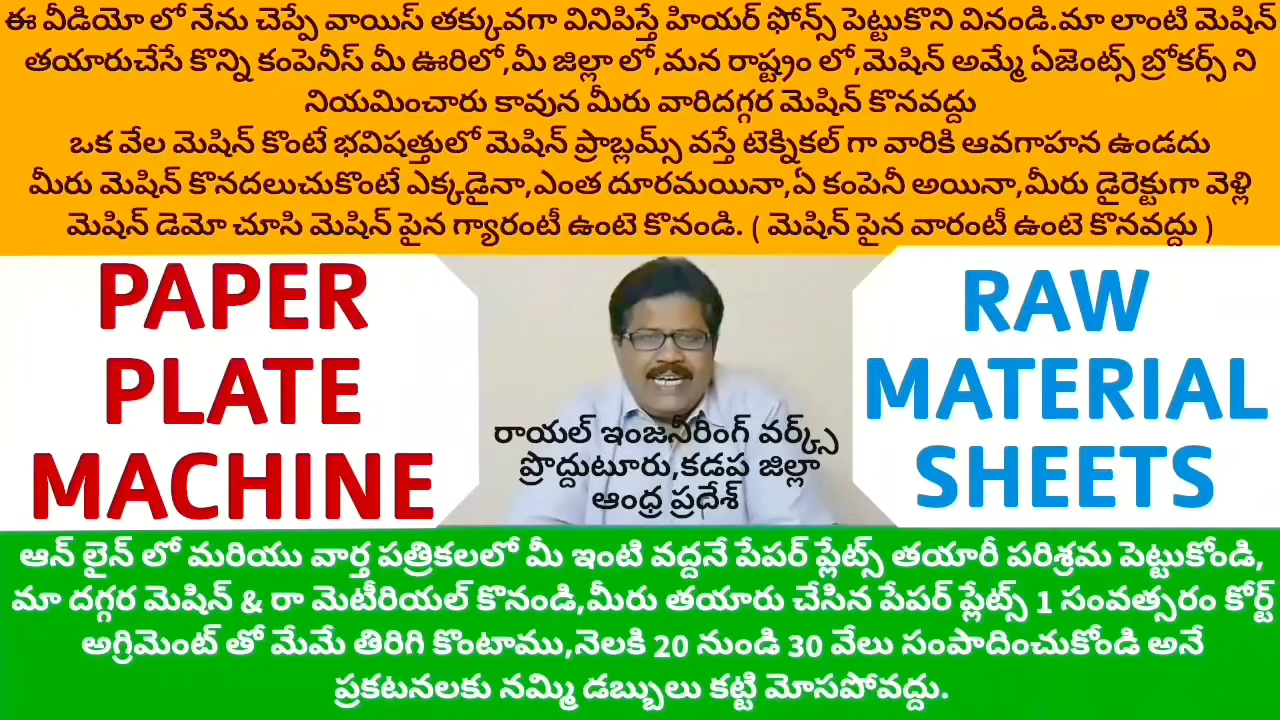 ఈ వీడియో లో నేను చెప్పే వాయిస్ తక్కువగా వినిపిస్తే హియర్ ఫోన్స్ పెట్టుకొని వినండి.మా లాంటి మెషిన్
తయారుచేసే కొన్ని కంపెనీస్ మీ ఊరిలో,మీ జిల్లా లో,మన రాష్ట్రం లో,మెషిన్ అమ్మే ఏజెంట్స్ బ్రోకర్స్ ని
నియమించారు కావున మీరు వారిదగ్గర మెషిన్ కొనవద్దు
ఒక వేల మెషిన్ కొంటే భవిషత్తులో మెషిన్ ప్రాబ్లమ్స్ వస్తే టెక్నికల్ గా వారికి ఆవగాహన ఉండదు
మీరు మెషిన్ కొనదలుచుకొంటే ఎక్కడైనా,ఎంత దూరమయినా,ఏ కంపెనీ అయినా,మీరు డైరెక్టుగా వెళ్లి
మెషిన్ డెమో చూసి మెషిన్ పైన గ్యారంటీ ఉంటె కొనండి. ( మెషిన్ పైన వారంటీ ఉంటె కొనవద్దు )
PAPER
PLATE
MACHINE
రాయల్ ఇంజనీరింగ్ వర్క్స్
ప్రొద్దుటూరు,కడప జిల్లా
ఆంధ్ర ప్రదేశ్
RAW
MATERIAL
SHEETS
ఆన్ లైన్ లో మరియు వార్త పత్రికలలో మీ ఇంటి వద్దనే పేపర్ ప్లేట్స్ తయారీ పరిశ్రమ పెట్టుకోండి,
మా దగ్గర మెషిన్ & రా మెటీరియల్ కొనండి,మీరు తయారు చేసిన పేపర్ ప్లేట్స్ 1 సంవత్సరం కోర్ట్
అగ్రిమెంట్ తో మేమే తిరిగి కొంటాము,నెలకి 20 నుండి 30 వేలు సంపాదించుకోండి అనే
ప్రకటనలకు నమ్మి డబ్బులు కట్టి మోసపోవద్దు.